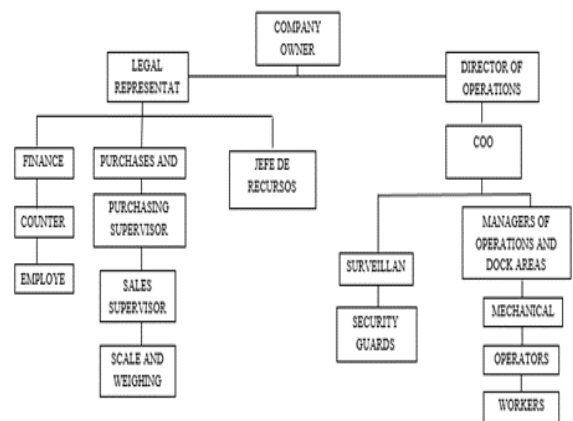 COMPANY
OWNER
LEGAL
REPRESENTAT
DIRECTOR OF
OPERATIONS
FINANCE
PURCHASES AND
JEFE DE
RECURSOS
COO
COUNTER
PURCHASING
SUPERVISOR
MANAGERS OF
OPERATIONS AND
DOCK AREAS
EMPLOYE
SALES
SUPERVISOR
SURVEILLAN
SECURITY
GUARDS
MECHANICAL
SCALE AND
WEIGHING
OPERATORS
WORKERS